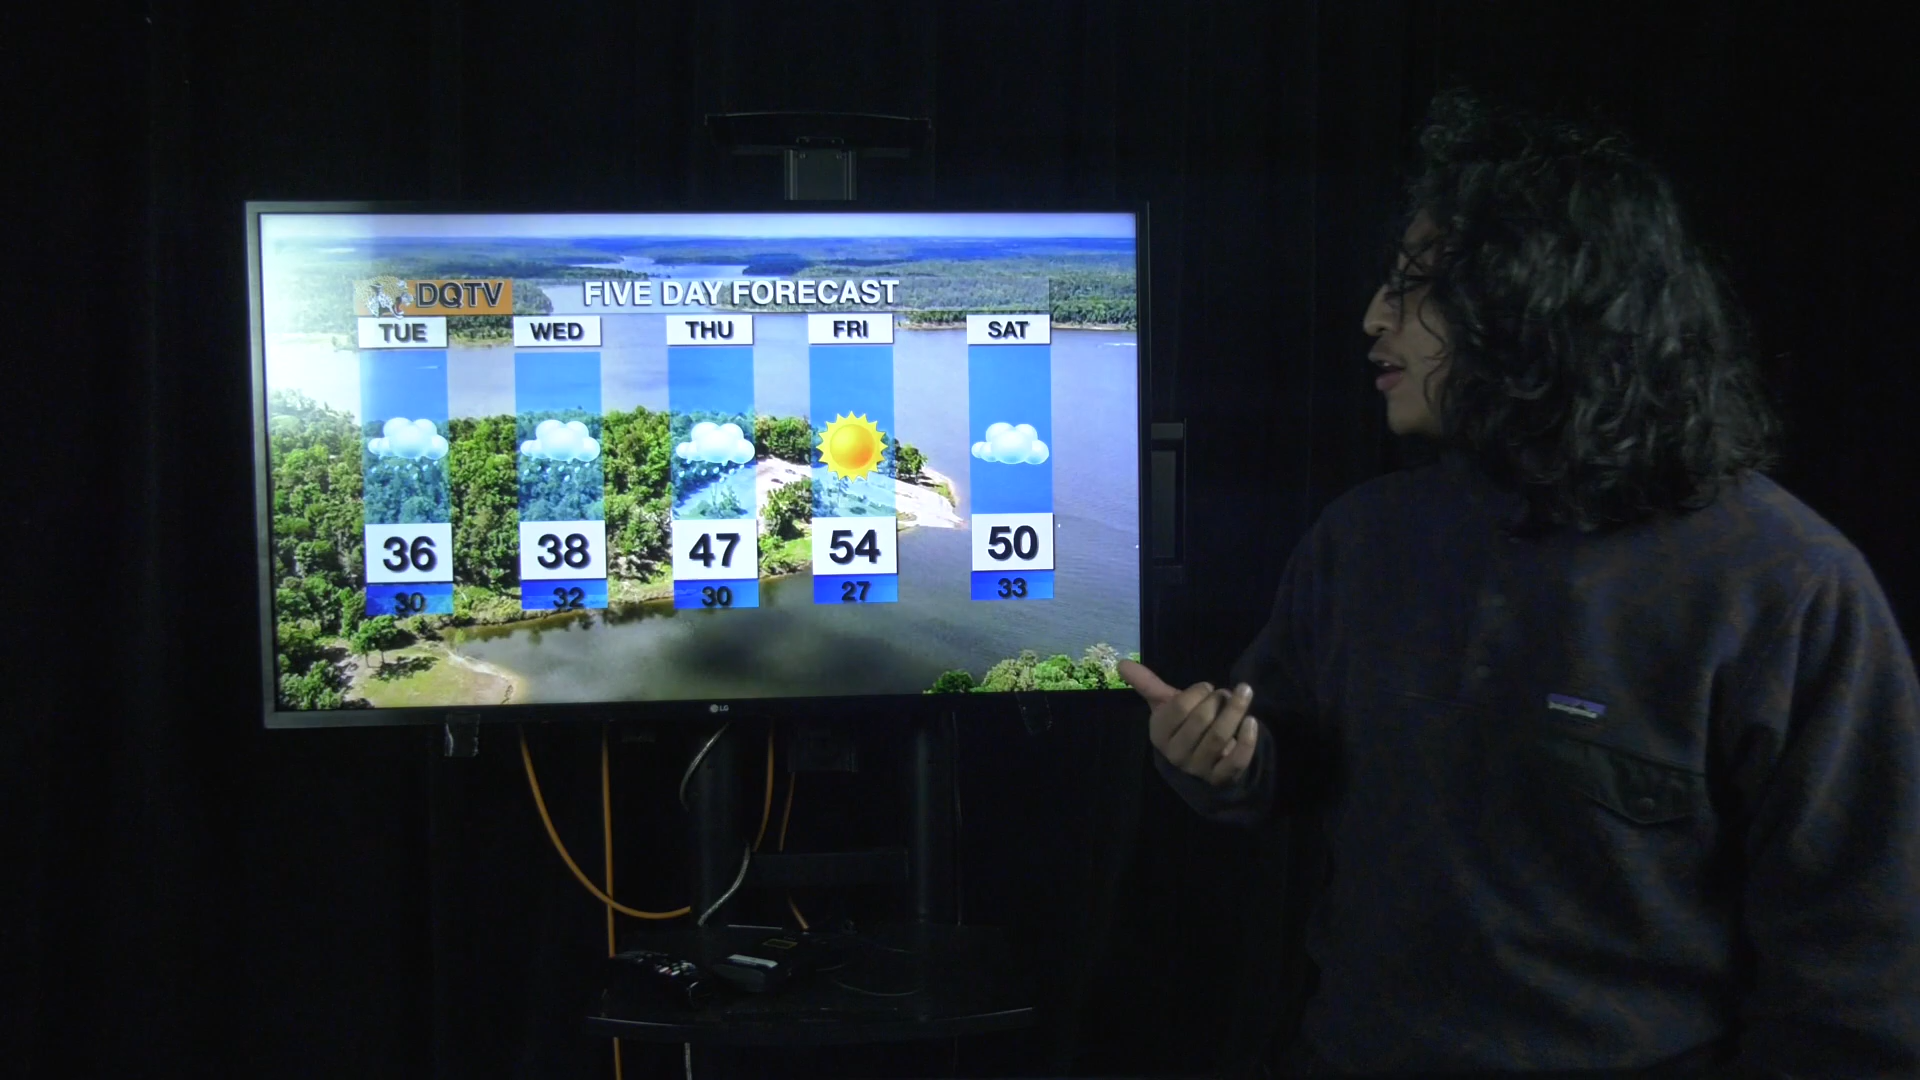 DQTV FIVE DAY FORECAST
TUE WED THU FRI SAT
36 38 47 54 50
30 32 30 27 33
LG